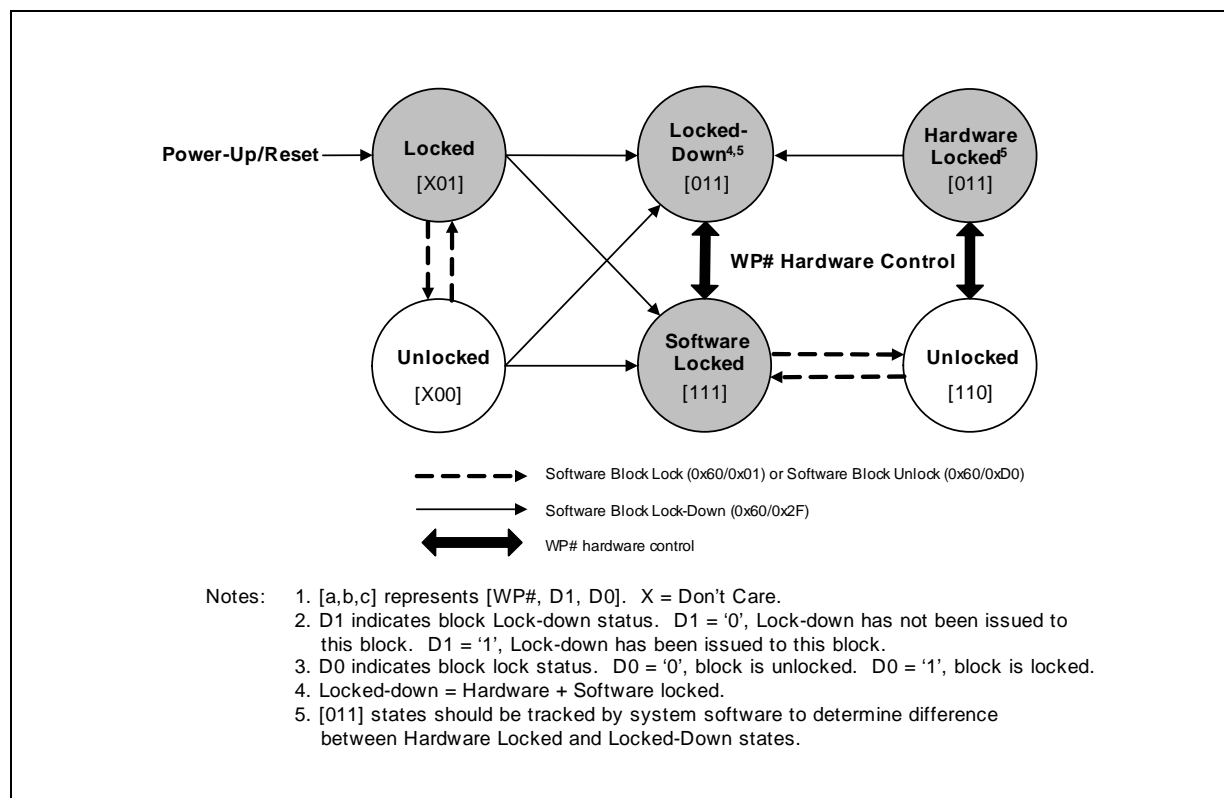 Power-Up/Reset
Locked
[X01]
Locked-
Down4,5
[011]
Hardware
Locked5
[011]
WP# Hardware Control
Unlocked
[X00]
Software
Locked
[111]
Unlocked
[110]
Software Block Lock (0x60/0x01) or Software Block Unlock (0x60/0xD0)
Software Block Lock-Down (0x60/0x2F)
WP# hardware control
Notes: 1. [a,b,c] represents [WP#, D1, D0]. X = Don't Care.
2. D1 indicates block Lock-down status. D1 = ‘0’, Lock-down has not been issued to
this block. D1 = ‘1’, Lock-down has been issued to this block.
3. D0 indicates block lock status. D0 = ‘0’, block is unlocked. D0 = ‘1’, block is locked.
4. Locked-down = Hardware + Software locked.
5. [011] states should be tracked by system software to determine difference
between Hardware Locked and Locked-Down states.